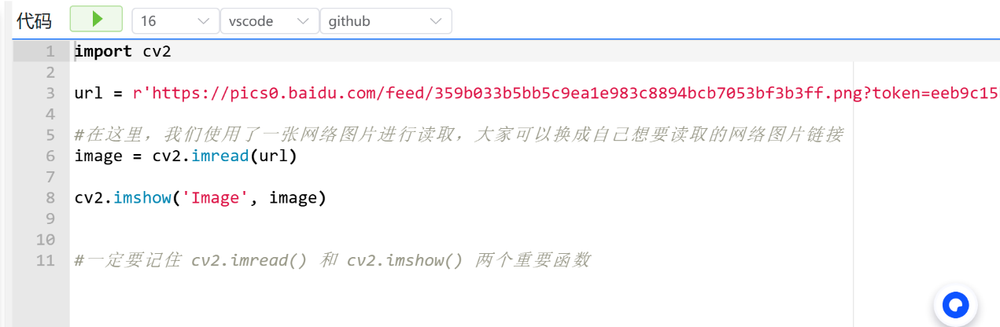 代码 16 vscode github
1 import cv2
2
3 url = r'https://pics0.baidu.com/feed/359b033b5bb5c9ea1e983c8894bcb7053bf3b3ff.png?token=eeb9c15
4
5 #在这里，我们使用了一张网络图片进行读取，大家可以换成自己想要读取的网络图片链接
6 image = cv2.imread(url)
7
8 cv2.imshow('Image', image)
9
10
11 #一定要记住 cv2.imread() 和 cv2.imshow() 两个重要函数